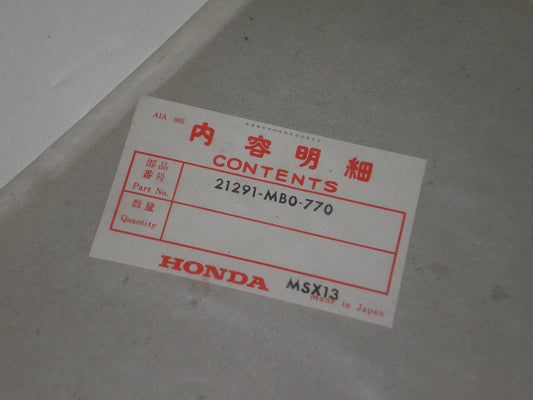 AIA 005
内容明細
CONTENTS
部品番号
Part No.
21291-MB0-770
数量
Quantity
HONDA
MSX13
Made in Japan